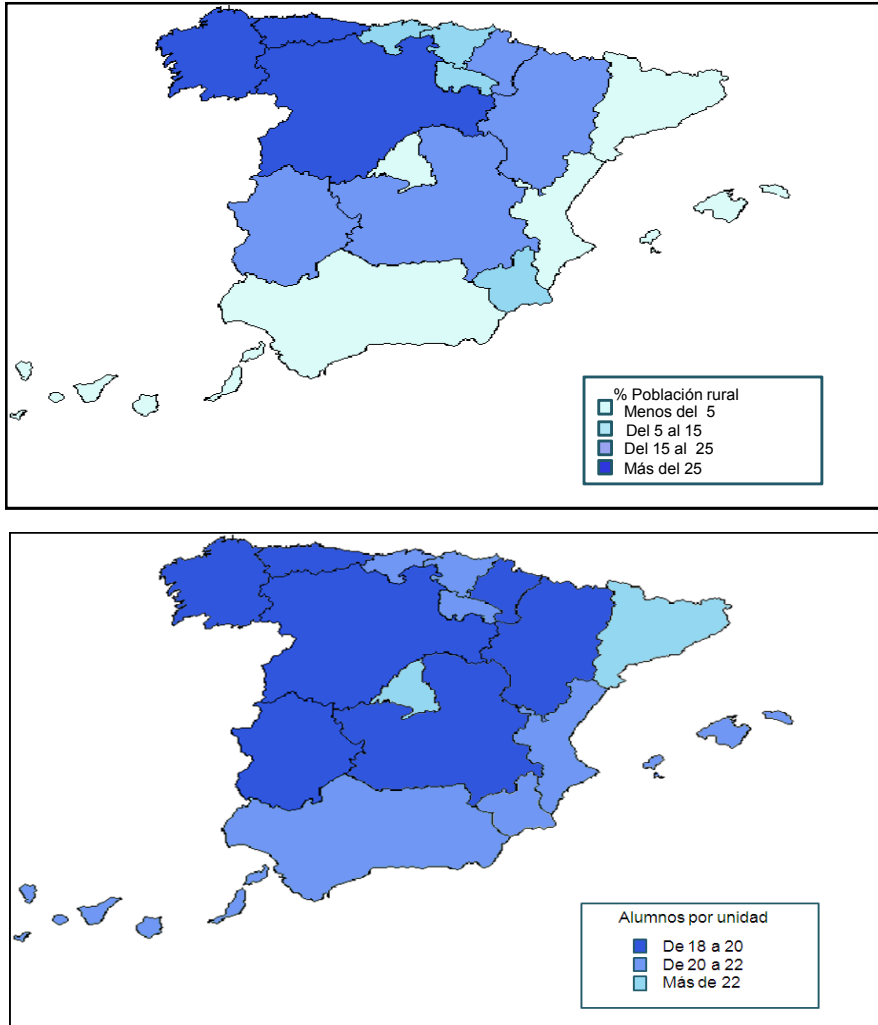 % Población rural
Menos del 5
Del 5 al 15
Del 15 al 25
Más del 25
Alumnos por unidad
De 18 a 20
De 20 a 22
Más de 22